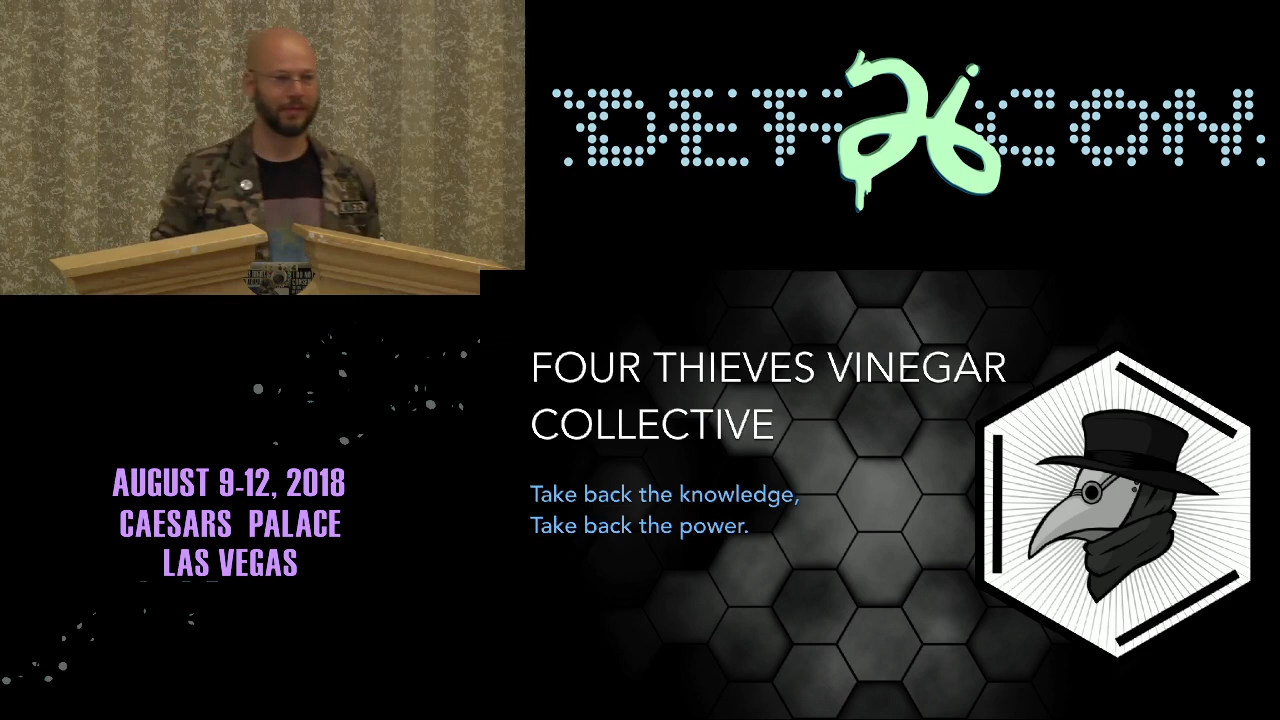 DEF 26 CON
FOUR THIEVES VINEGAR
COLLECTIVE
Take back the knowledge,
Take back the power.
AUGUST 9-12, 2018
CAESARS PALACE
LAS VEGAS